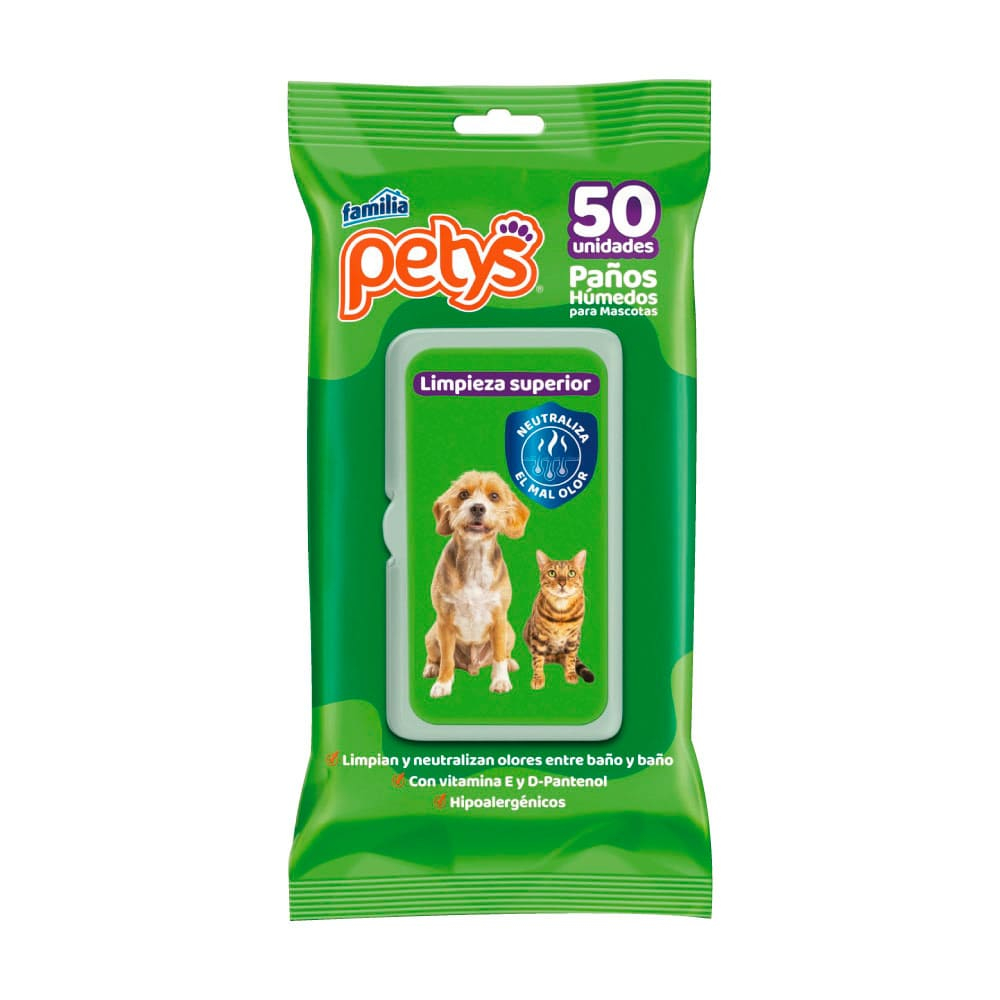 familia
petys®
50
unidades
Paños
Húmedos
para Mascotas
Limpieza superior
NEUTRALIZA
EL MAL OLOR
Limpian y neutralizan olores entre baño y baño
Con vitamina E y D-Pantenol
Hipoalergénicos